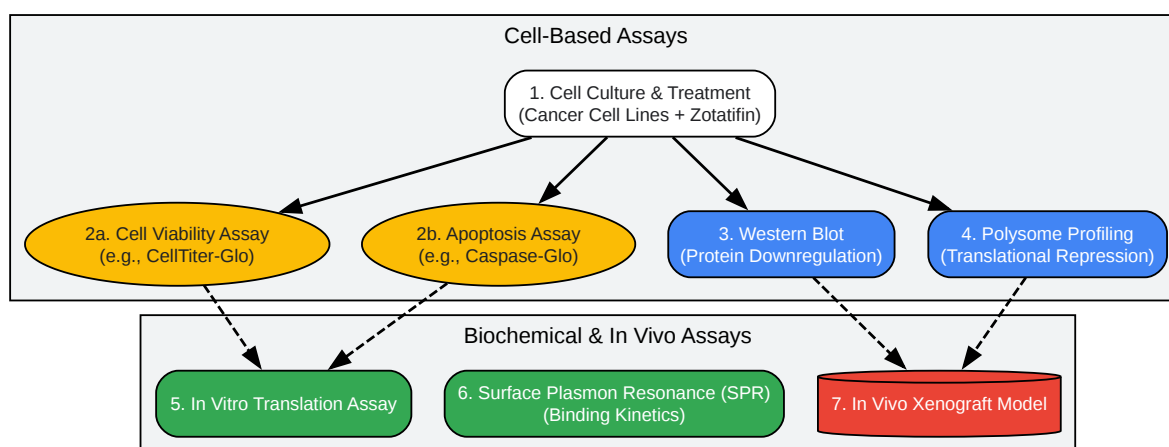 Cell-Based Assays
1. Cell Culture & Treatment
(Cancer Cell Lines + Zotatifin)
2a. Cell Viability Assay
(e.g., CellTiter-Glo)
2b. Apoptosis Assay
(e.g., Caspase-Glo)
3. Western Blot
(Protein Downregulation)
4. Polysome Profiling
(Translational Repression)
Biochemical & In Vivo Assays
5. In Vitro Translation Assay
6. Surface Plasmon Resonance (SPR)
(Binding Kinetics)
7. In Vivo Xenograft Model